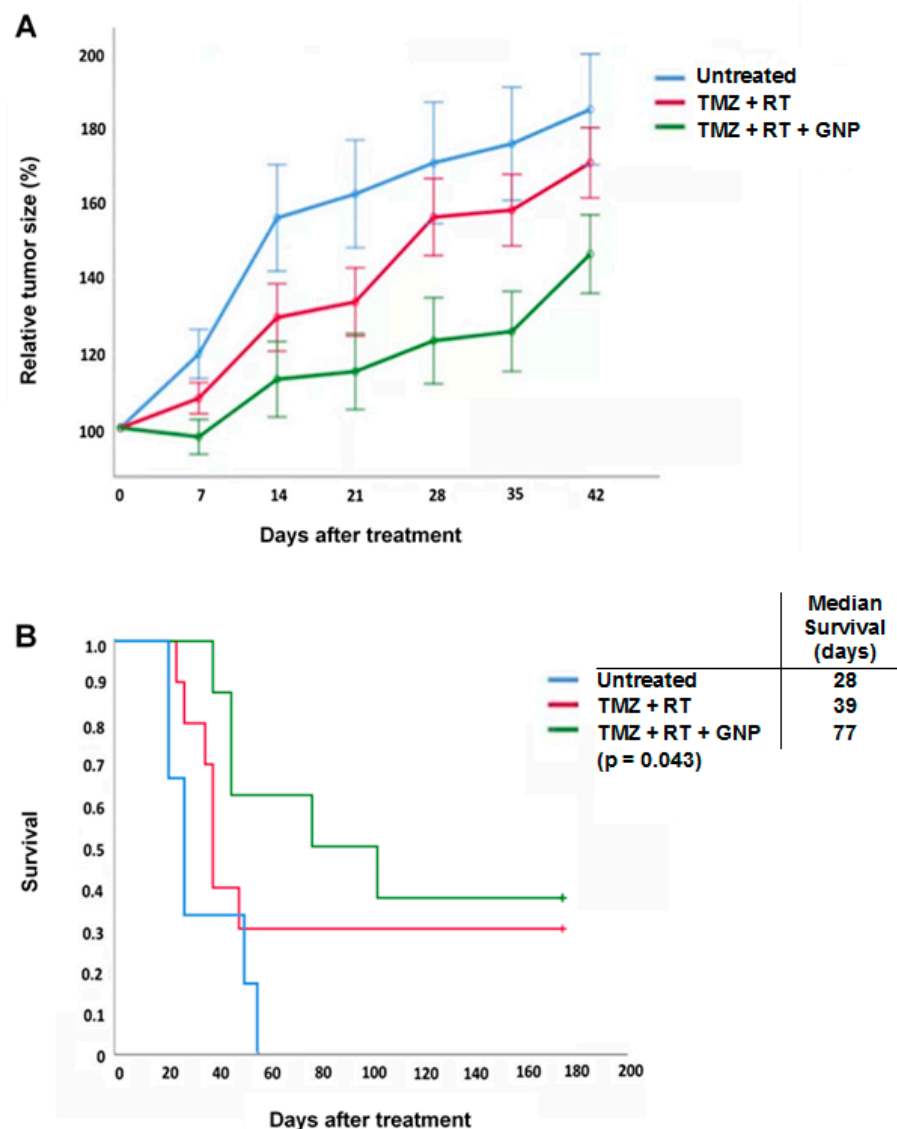 A
Relative tumor size (%)
200
180
160
140
120
100
0 7 14 21 28 35 42
Days after treatment
Untreated
TMZ + RT
TMZ + RT + GNP
B
Survival
1.0
0.9
0.8
0.7
0.6
0.5
0.4
0.3
0.2
0.1
0
0 20 40 60 80 100 120 140 160 180 200
Days after treatment
Median
Survival
(days)
Untreated 28
TMZ + RT 39
TMZ + RT + GNP 77
(p = 0.043)